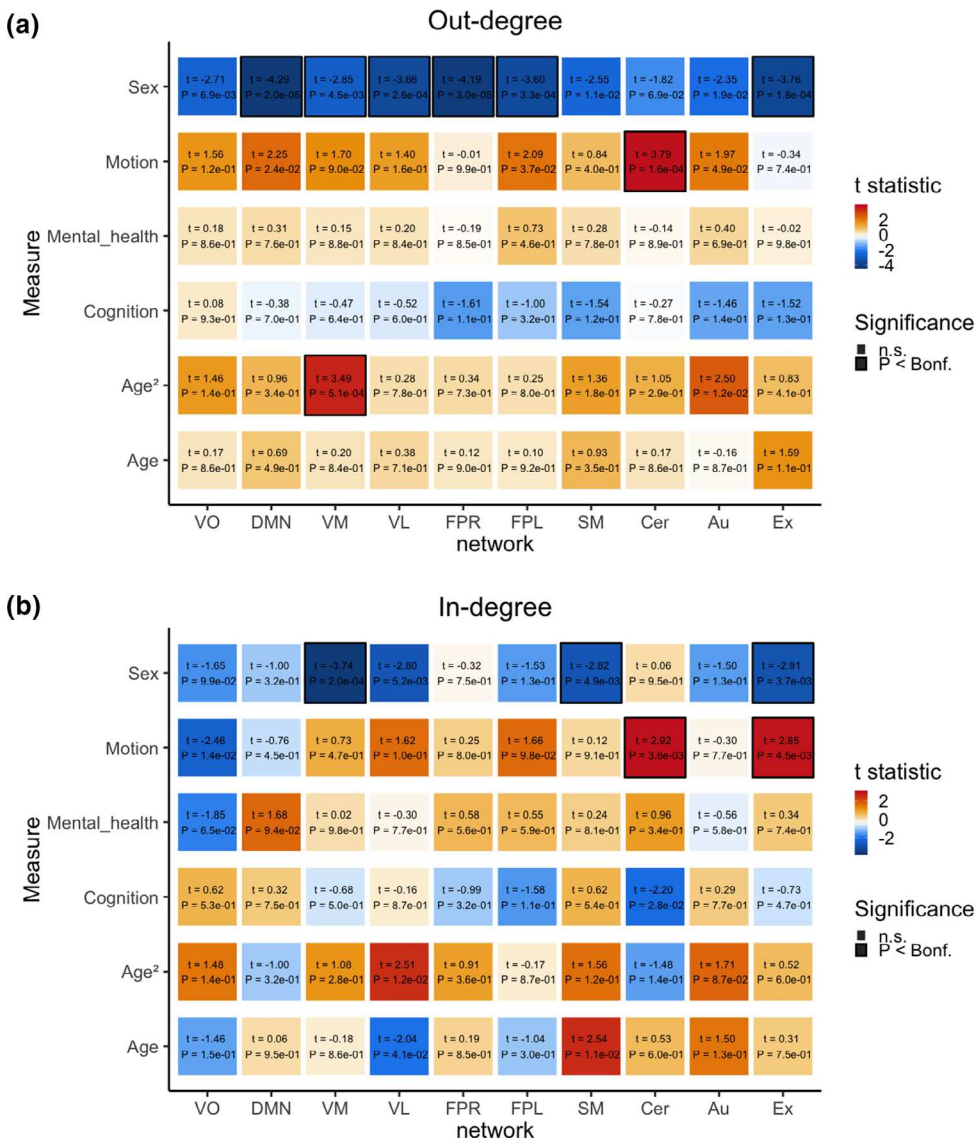 (a)
Out-degree
Sex
t = -2.71 t = -4.29 t = -2.85 t = -3.66 t = -4.19 t = -3.60 t = -2.55 t = -1.82 t = -2.35 t = -3.76
P = 6.9e-03 P = 2.0e-05 P = 4.5e-03 P = 2.6e-04 P = 3.0e-05 P = 3.3e-04 P = 1.1e-02 P = 6.9e-02 P = 1.9e-02 P = 1.8e-04
Motion
t = 1.56 t = 2.25 t = 1.70 t = 1.40 t = -0.01 t = 2.09 t = 0.84 t = 3.79 t = 1.97 t = -0.34
P = 1.2e-01 P = 2.4e-02 P = 9.0e-02 P = 1.6e-01 P = 9.9e-01 P = 3.7e-02 P = 4.0e-01 P = 1.6e-04 P = 4.9e-02 P = 7.4e-01
Mental_health
t = 0.18 t = 0.31 t = 0.15 t = 0.20 t = -0.19 t = 0.73 t = 0.28 t = -0.14 t = 0.40 t = -0.02
P = 8.6e-01 P = 7.6e-01 P = 8.8e-01 P = 8.4e-01 P = 8.5e-01 P = 4.6e-01 P = 7.8e-01 P = 8.9e-01 P = 6.9e-01 P = 9.8e-01
Cognition
t = 0.08 t = -0.38 t = -0.47 t = -0.52 t = -1.61 t = -1.00 t = -1.54 t = -0.27 t = -1.46 t = -1.52
P = 9.3e-01 P = 7.0e-01 P = 6.4e-01 P = 6.0e-01 P = 1.1e-01 P = 3.2e-01 P = 1.2e-01 P = 7.8e-01 P = 1.4e-01 P = 1.3e-01
Age²
t = 1.46 t = 0.96 t = 3.49 t = 0.28 t = 0.34 t = 0.25 t = 1.36 t = 1.05 t = 2.50 t = 0.83
P = 1.4e-01 P = 3.4e-01 P = 5.1e-04 P = 7.8e-01 P = 7.3e-01 P = 8.0e-01 P = 1.8e-01 P = 2.9e-01 P = 1.2e-02 P = 4.1e-01
Age
t = 0.17 t = 0.69 t = 0.20 t = 0.38 t = 0.12 t = 0.10 t = 0.93 t = 0.17 t = -0.16 t = 1.59
P = 8.6e-01 P = 4.9e-01 P = 8.4e-01 P = 7.1e-01 P = 9.0e-01 P = 9.2e-01 P = 3.5e-01 P = 8.6e-01 P = 8.7e-01 P = 1.1e-01
Measure
VO DMN VM VL FPR FPL SM Cer Au Ex
network
t statistic
2
0
-2
-4
Significance
n.s.
P < Bonf.
(b)
In-degree
Sex
t = -1.65 t = -1.00 t = -3.74 t = -2.80 t = -0.32 t = -1.53 t = -2.82 t = 0.06 t = -1.50 t = -2.91
P = 9.9e-02 P = 3.2e-01 P = 2.0e-04 P = 5.2e-03 P = 7.5e-01 P = 1.3e-01 P = 4.9e-03 P = 9.5e-01 P = 1.3e-01 P = 3.7e-03
Motion
t = -2.46 t = -0.76 t = 0.73 t = 1.62 t = 0.25 t = 1.66 t = 0.12 t = 2.92 t = -0.30 t = 2.85
P = 1.4e-02 P = 4.5e-01 P = 4.7e-01 P = 1.0e-01 P = 8.0e-01 P = 9.8e-02 P = 9.1e-01 P = 3.6e-03 P = 7.7e-01 P = 4.5e-03
Mental_health
t = -1.85 t = 1.68 t = 0.02 t = -0.30 t = 0.58 t = 0.55 t = 0.24 t = 0.96 t = -0.56 t = 0.34
P = 6.5e-02 P = 9.4e-02 P = 9.8e-01 P = 7.7e-01 P = 5.6e-01 P = 5.9e-01 P = 8.1e-01 P = 3.4e-01 P = 5.8e-01 P = 7.4e-01
Cognition
t = 0.62 t = 0.32 t = -0.68 t = -0.16 t = -0.99 t = -1.58 t = 0.62 t = -2.20 t = 0.29 t = -0.73
P = 5.3e-01 P = 7.5e-01 P = 5.0e-01 P = 8.7e-01 P = 3.2e-01 P = 1.1e-01 P = 5.4e-01 P = 2.8e-02 P = 7.7e-01 P = 4.7e-01
Age²
t = 1.48 t = -1.00 t = 1.08 t = 2.51 t = 0.91 t = -0.17 t = 1.56 t = -1.48 t = 1.71 t = 0.52
P = 1.4e-01 P = 3.2e-01 P = 2.8e-01 P = 1.2e-02 P = 3.6e-01 P = 8.7e-01 P = 1.2e-01 P = 1.4e-01 P = 8.7e-02 P = 6.0e-01
Age
t = -1.46 t = 0.06 t = -0.18 t = -2.04 t = 0.19 t = -1.04 t = 2.54 t = 0.53 t = 1.50 t = 0.31
P = 1.5e-01 P = 9.5e-01 P = 8.6e-01 P = 4.1e-02 P = 8.5e-01 P = 3.0e-01 P = 1.1e-02 P = 6.0e-01 P = 1.3e-01 P = 7.5e-01
Measure
VO DMN VM VL FPR FPL SM Cer Au Ex
network
t statistic
2
0
-2
Significance
n.s.
P < Bonf.